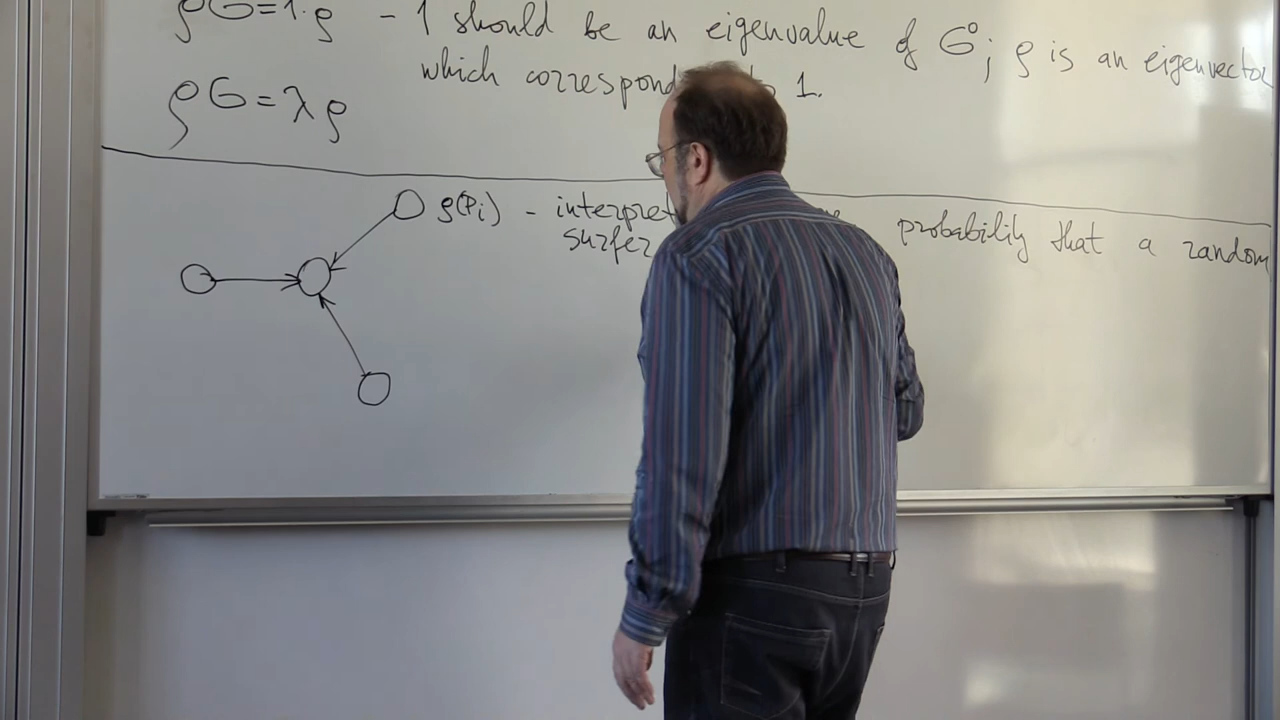 ρG=1·ρ - 1 should be an eigenvalue of G; ρ is an eigenvector
which correspond 1.
ρG=λρ
ρ(Pi) - interpret probability that a random
surfer